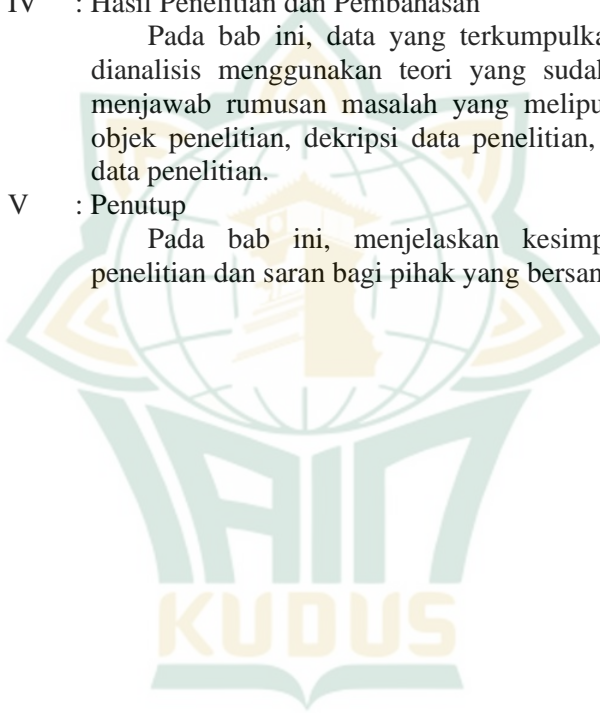 IV : Hasil Penelitian dan Pembahasan
Pada bab ini, data yang terkumpulka
dianalisis menggunakan teori yang sudal
menjawab rumusan masalah yang melipu
objek penelitian, dekripsi data penelitian,
data penelitian.
V : Penutup
Pada bab ini, menjelaskan kesimp
penelitian dan saran bagi pihak yang bersan
IAIN
KUDUS